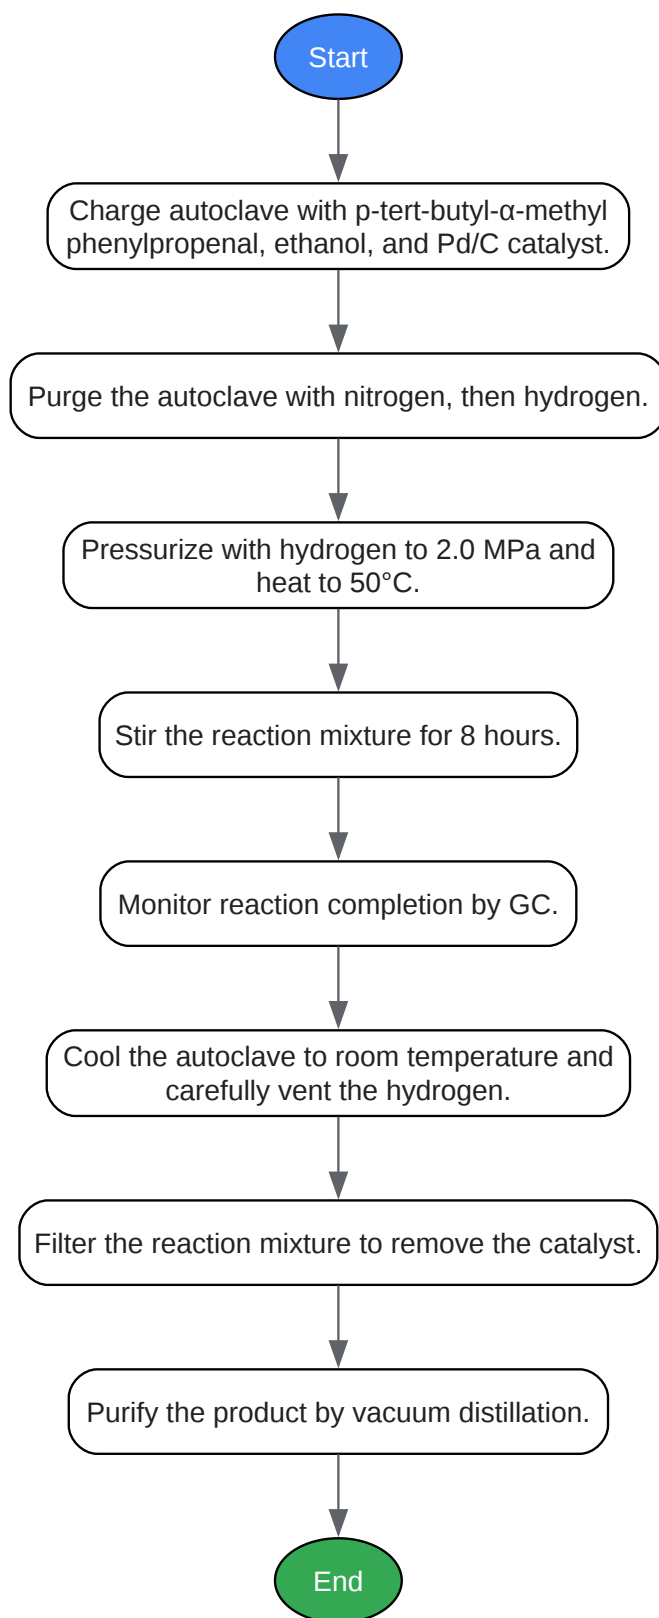 Start
Charge autoclave with p-tert-butyl-α-methyl
phenylpropenal, ethanol, and Pd/C catalyst.
Purge the autoclave with nitrogen, then hydrogen.
Pressurize with hydrogen to 2.0 MPa and
heat to 50°C.
Stir the reaction mixture for 8 hours.
Monitor reaction completion by GC.
Cool the autoclave to room temperature and
carefully vent the hydrogen.
Filter the reaction mixture to remove the catalyst.
Purify the product by vacuum distillation.
End